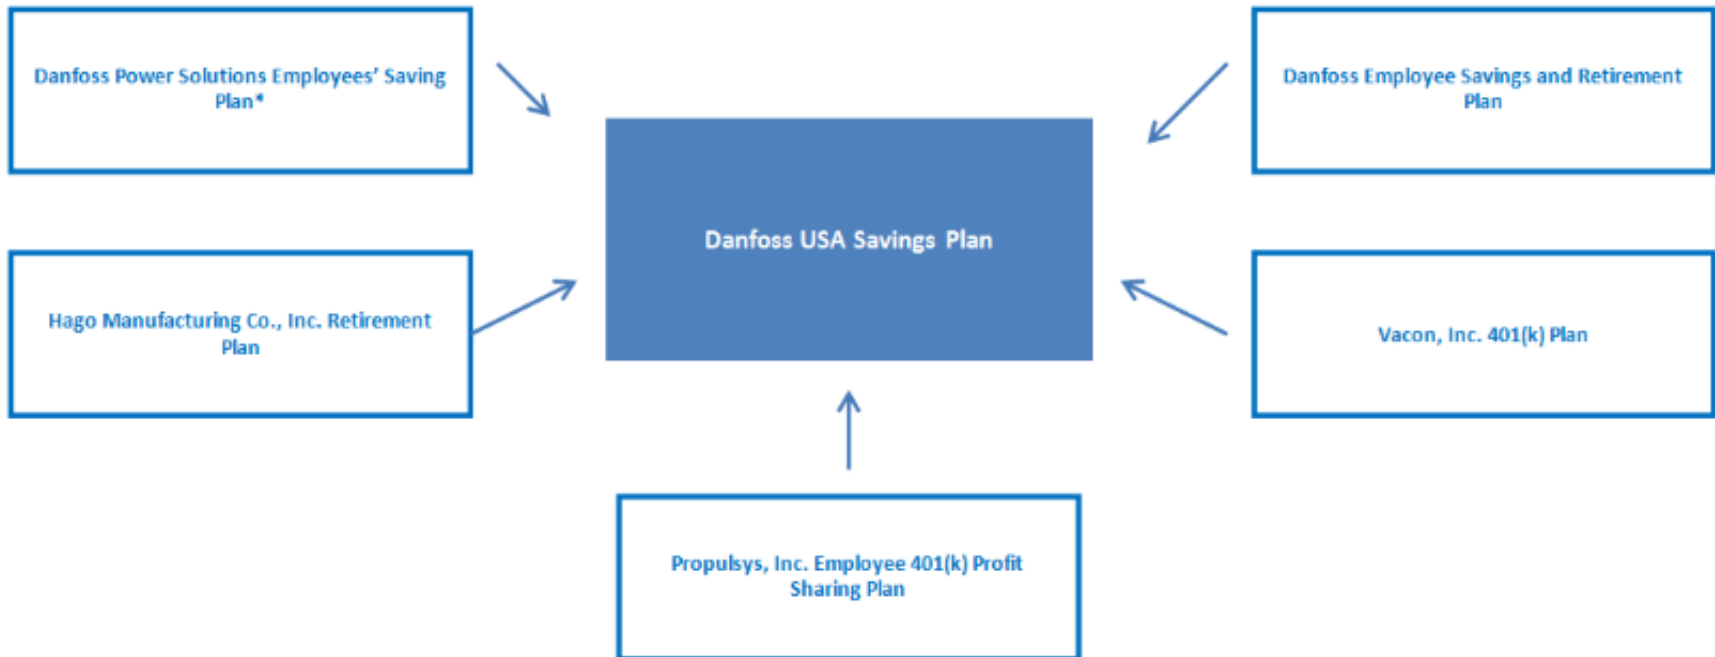 Danfoss Power Solutions Employees' Saving
Plan*
Danfoss Employee Savings and Retirement
Plan
Danfoss USA Savings Plan
Hago Manufacturing Co., Inc. Retirement
Plan
Vacon, Inc. 401(k) Plan
Propulsys, Inc. Employee 401(k) Profit
Sharing Plan